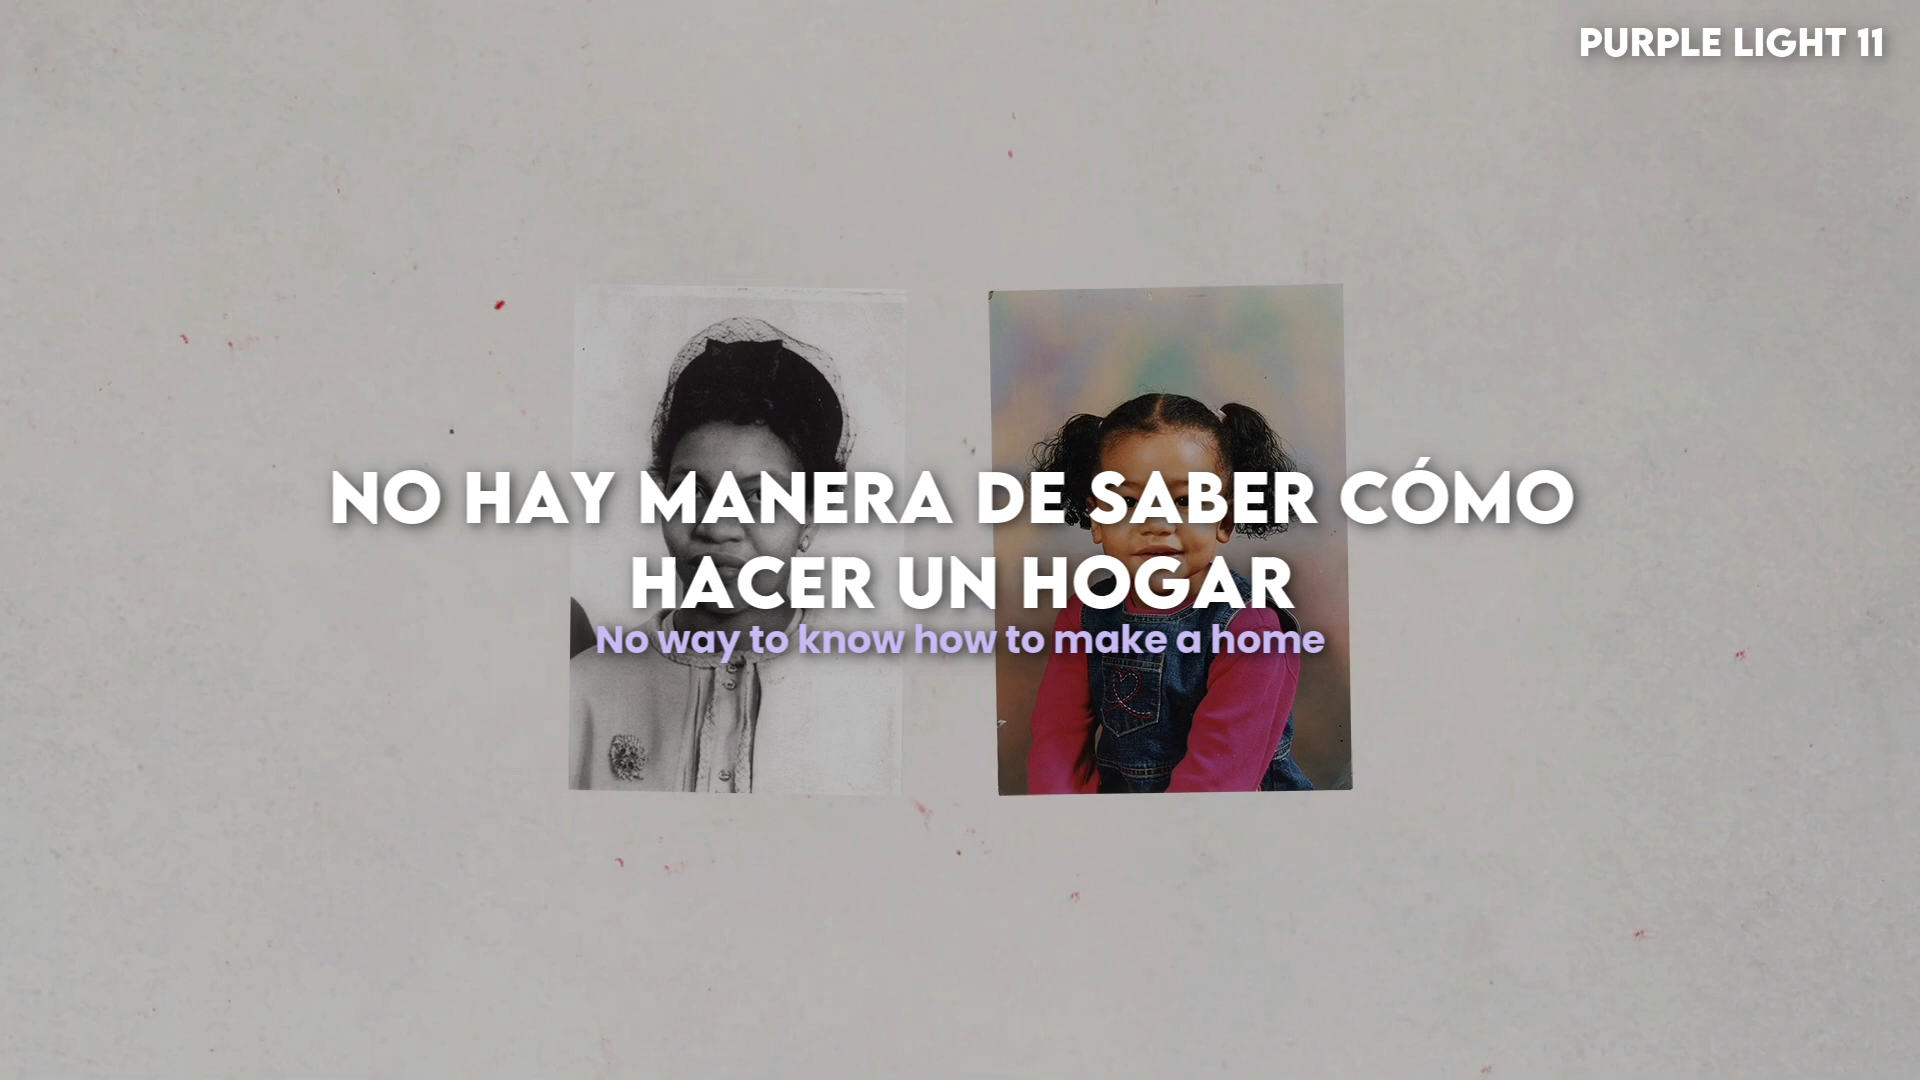 PURPLE LIGHT 11
NO HAY MANERA DE SABER CÓMO
HACER UN HOGAR
No way to know how to make a home